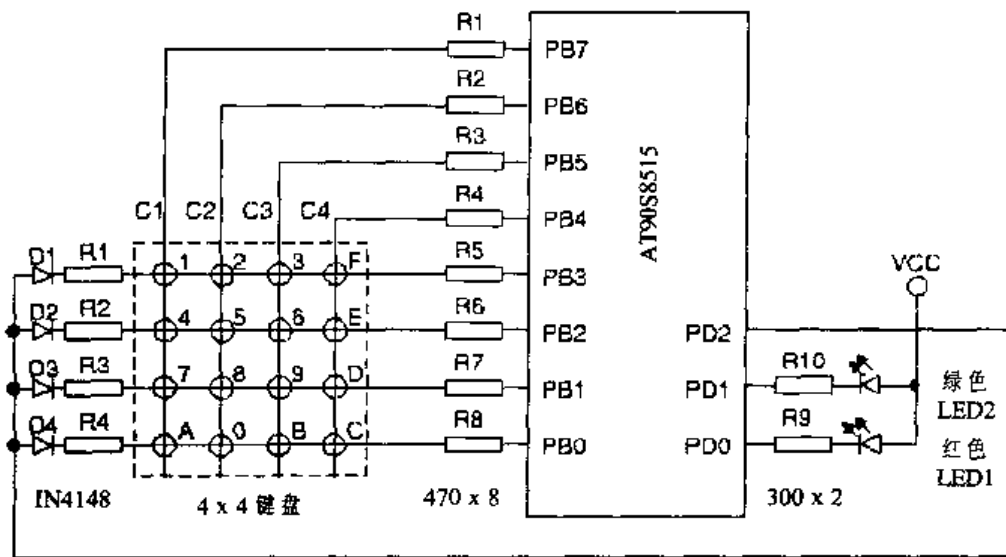 R1
PB7
R2
PB6
R3
PB5
R4
PB4
AT90S8515
C1 C2 C3 C4
D1 R1 1 2 3 F R5 PB3
VCC
D2 R2 4 5 6 E R6 PB2 PD2
D3 R3 7 8 9 D R7 PB1 PD1 R10 绿色
LED2
D4 R4 A 0 B C R8 PB0 PD0 R9 红色
LED1
IN4148 4 x 4 键盘 470 x 8 300 x 2